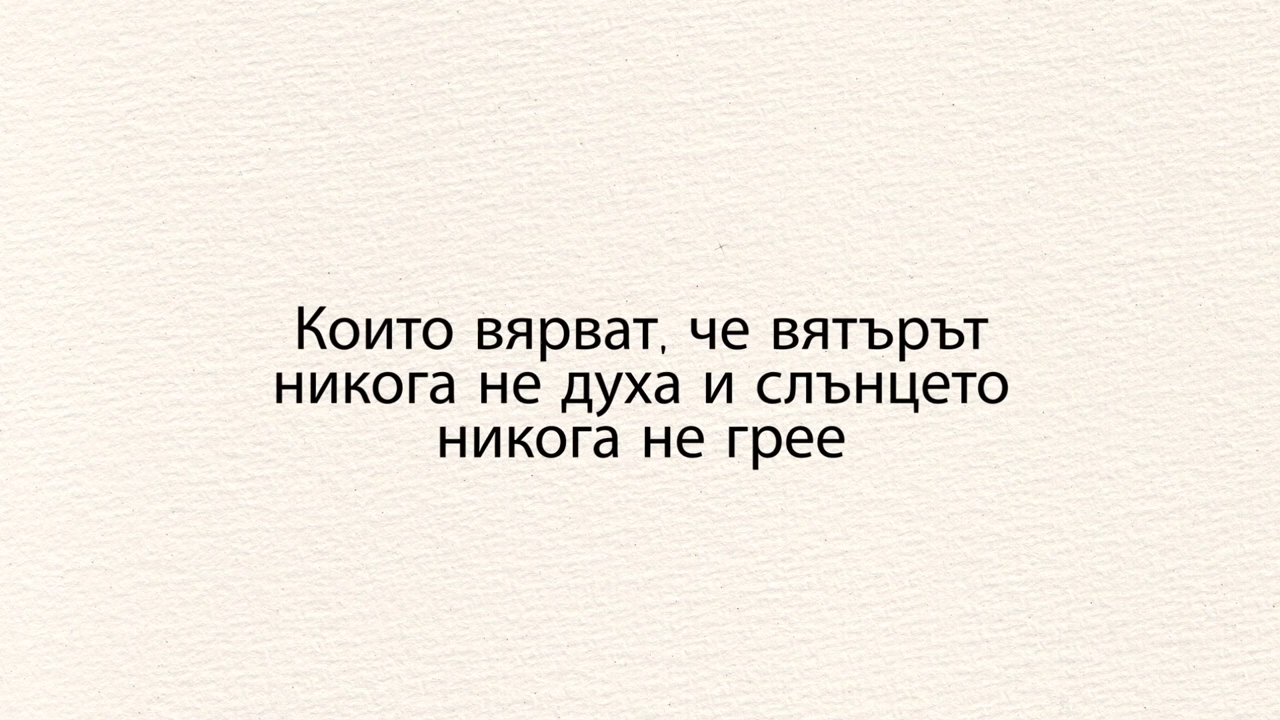 Които вярват, че вятърът
никога не духа и слънцето
никога не грее